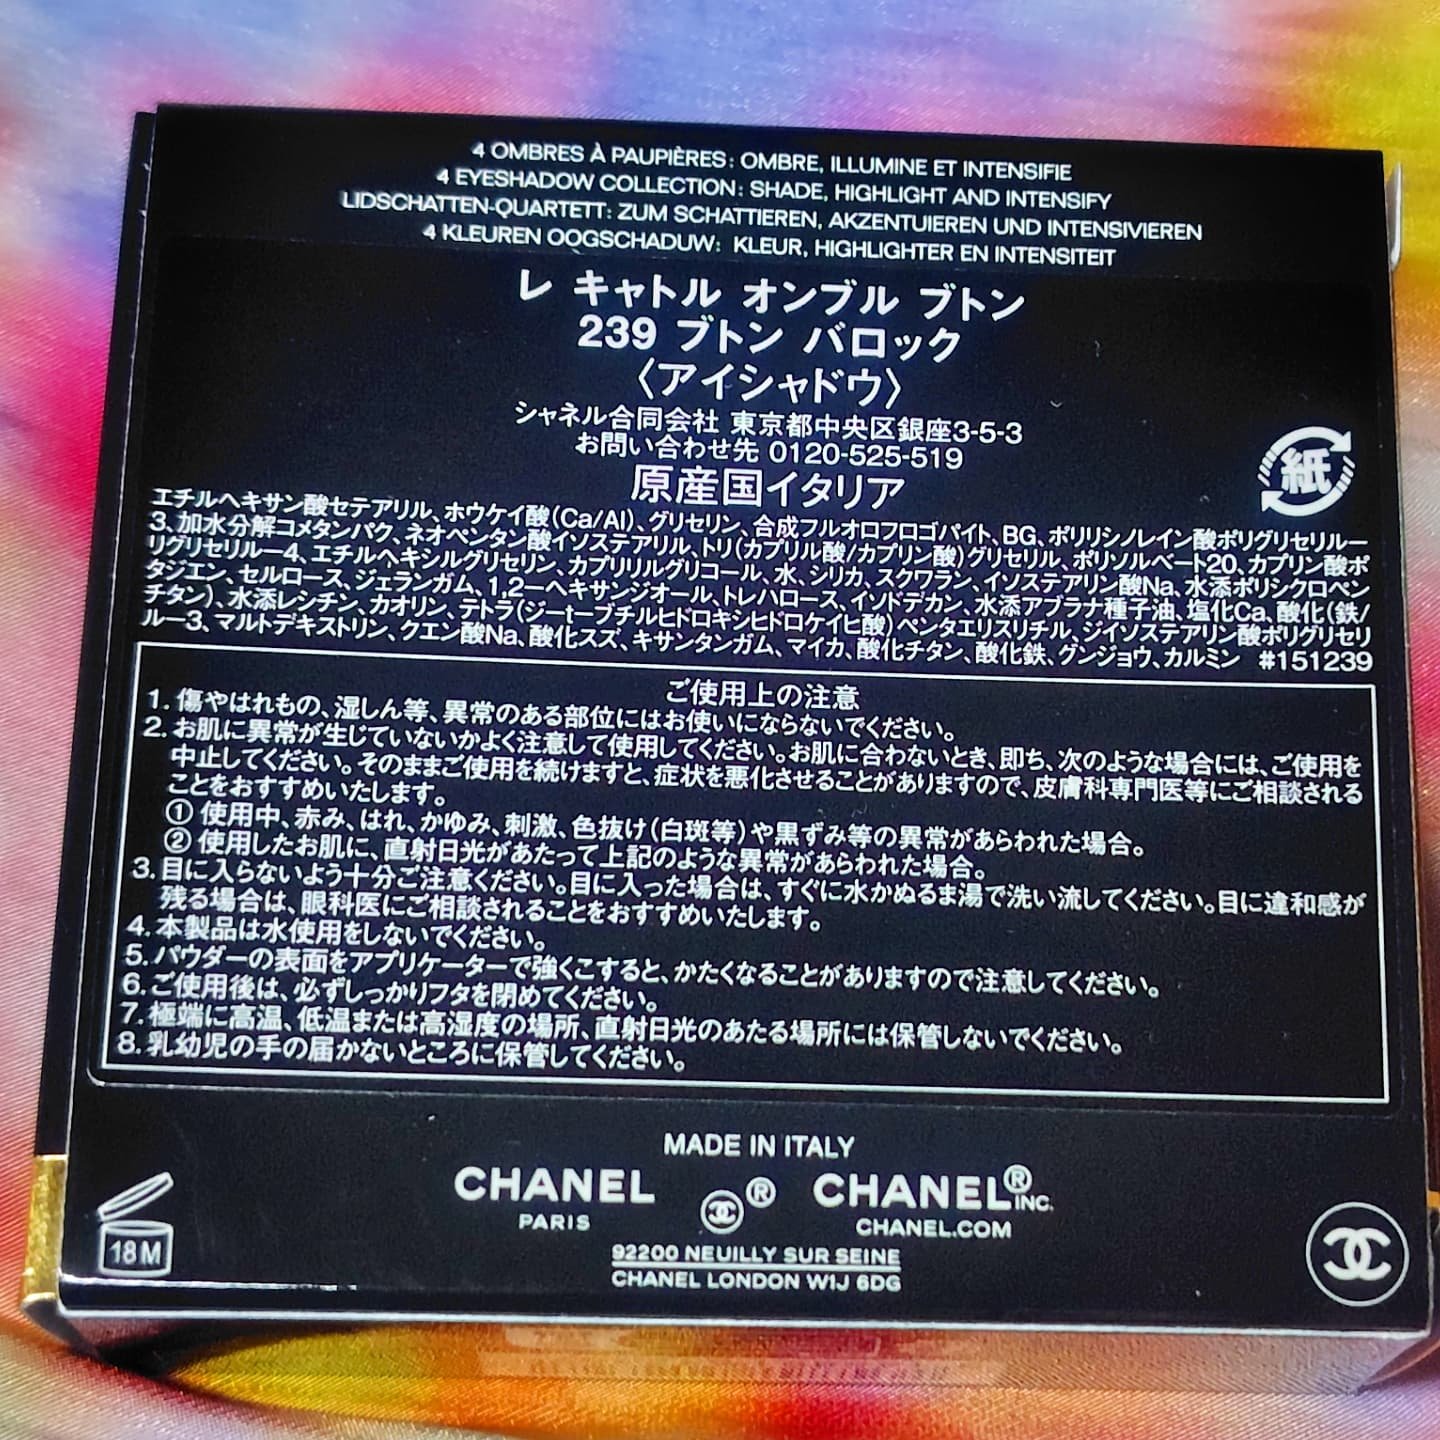 4 OMBRES À PAUPIÈRES: OMBRE, ILLUMINE ET INTENSIFIE
4 EYESHADOW COLLECTION: SHADE, HIGHLIGHT AND INTENSIFY
LIDSCHATTEN-QUARTETT: ZUM SCHATTIEREN, AKZENTUIEREN UND INTENSIVIEREN
4 KLEUREN OOGSCHADUW: KLEUR, HIGHLIGHTER EN INTENSITEIT
レ キャトル オンブル ブトン
239 ブトン バロック
〈アイシャドウ〉
シャネル合同会社 東京都中央区銀座3-5-3
お問い合わせ先 0120-525-519
原産国イタリア
紙
エチルヘキサン酸セテアリル、ホウケイ酸(Ca/Al)、グリセリン、合成フルオロフロゴパイト、BG、ポリリシノレイン酸ポリグリセリルー
3、加水分解コメタンパク、ネオペンタン酸イソステアリル、トリ(カプリル酸/カプリン酸)グリセリル、ポリソルベート20、カプリン酸ポ
リグリセリルー4、エチルヘキシルグリセリン、カプリリルグリコール、水、シリカ、スクワラン、イソステアリン酸Na、水添ポリシクロペン
タジエン、セルロース、ジェランガム、1,2ーヘキサンジオール、トレハロース、イソドデカン、水添アブラナ種子油、塩化Ca、酸化(鉄/
チタン)、水添レシチン、カオリン、テトラ(ジーtーブチルヒドロキシヒドロケイヒ酸)ペンタエリスリチル、ジイソステアリン酸ポリグリセリ
ルー3、マルトデキストリン、クエン酸Na、酸化スズ、キサンタンガム、マイカ、酸化チタン、酸化鉄、グンジョウ、カルミン #151239
ご使用上の注意
1. 傷やはれもの、湿しん等、異常のある部位にはお使いにならないでください。
2. お肌に異常が生じていないかよく注意して使用してください。お肌に合わないとき、即ち、次のような場合には、ご使用を
中止してください。そのままご使用を続けますと、症状を悪化させることがありますので、皮膚科専門医等にご相談される
ことをおすすめいたします。
① 使用中、赤み、はれ、かゆみ、刺激、色抜け(白斑等)や黒ずみ等の異常があらわれた場合。
② 使用したお肌に、直射日光があたって上記のような異常があらわれた場合。
3. 目に入らないよう十分ご注意ください。目に入った場合は、すぐに水かぬるま湯で洗い流してください。目に違和感が
残る場合は、眼科医にご相談されることをおすすめいたします。
4. 本製品は水使用をしないでください。
5. パウダーの表面をアプリケーターで強くこすると、かたくなることがありますので注意してください。
6. ご使用後は、必ずしっかりフタを閉めてください。
7. 極端に高温、低温または高湿度の場所、直射日光のあたる場所には保管しないでください。
8. 乳幼児の手の届かないところに保管してください。
MADE IN ITALY
CHANEL ® CHANEL® INC.
PARIS CHANEL.COM
92200 NEUILLY SUR SEINE
CHANEL LONDON W1J 6DG
18 M